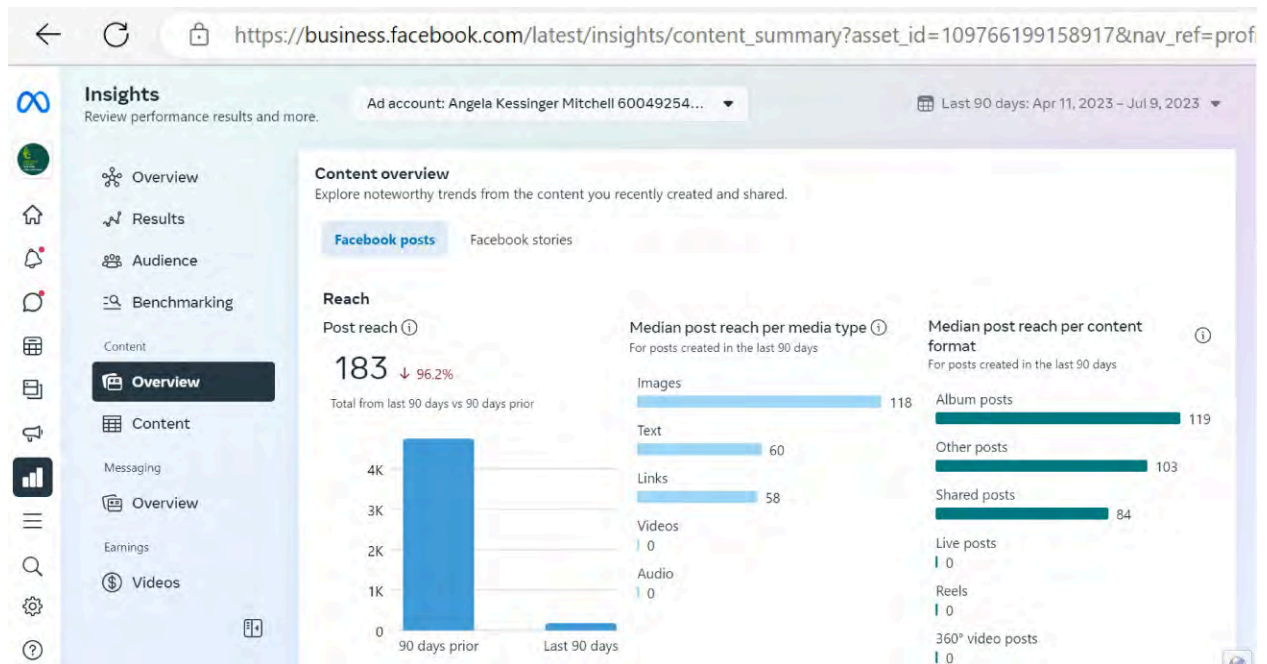 https://business.facebook.com/latest/insights/content_summary?asset_id=109766199158917&nav_ref=prof
Insights
Review performance results and more.
Ad account: Angela Kessinger Mitchell 60049254...
Last 90 days: Apr 11, 2023 – Jul 9, 2023
Overview
Results
Audience
Benchmarking
Content
Overview
Content
Messaging
Overview
Earnings
Videos
Content overview
Explore noteworthy trends from the content you recently created and shared.
Facebook posts
Facebook stories
Reach
Post reach
183 ↓ 96.2%
Total from last 90 days vs 90 days prior
4K
3K
2K
1K
0
90 days prior
Last 90 days
Median post reach per media type
For posts created in the last 90 days
Images
118
Text
60
Links
58
Videos
0
Audio
0
Median post reach per content
format
For posts created in the last 90 days
Album posts
119
Other posts
103
Shared posts
84
Live posts
0
Reels
0
360° video posts
0